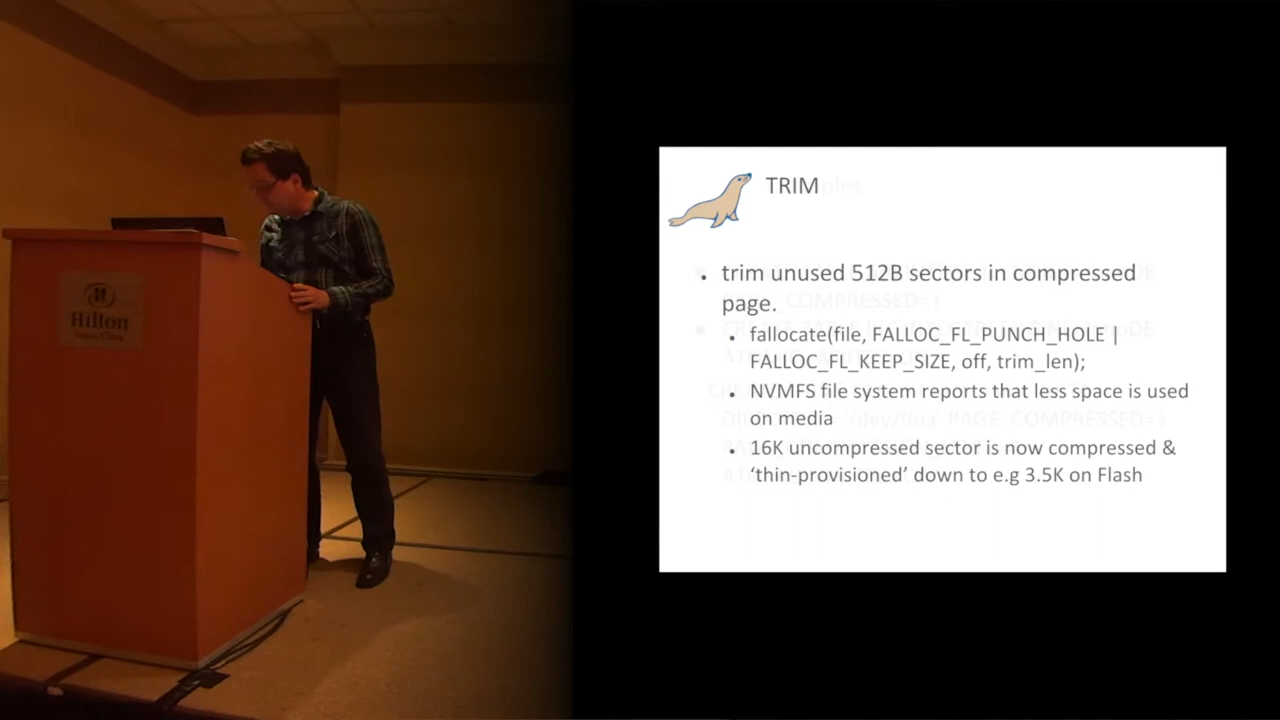 Hilton
TRIM
trim unused 512B sectors in compressed
page.
fallocate(file, FALLOC_FL_PUNCH_HOLE |
FALLOC_FL_KEEP_SIZE, off, trim_len);
NVMFS file system reports that less space is used
on media
16K uncompressed sector is now compressed &
‘thin-provisioned’ down to e.g 3.5K on Flash